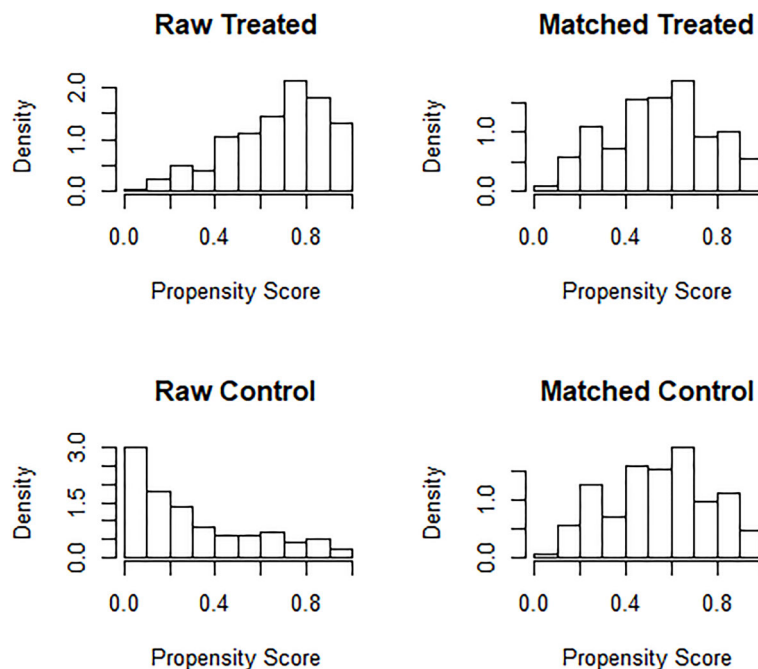 Raw Treated
Density
0.0 1.0 2.0
0.0 0.4 0.8
Propensity Score
Matched Treated
Density
0.0 1.0
0.0 0.4 0.8
Propensity Score
Raw Control
Density
0.0 1.5 3.0
0.0 0.4 0.8
Propensity Score
Matched Control
Density
0.0 1.0
0.0 0.4 0.8
Propensity Score